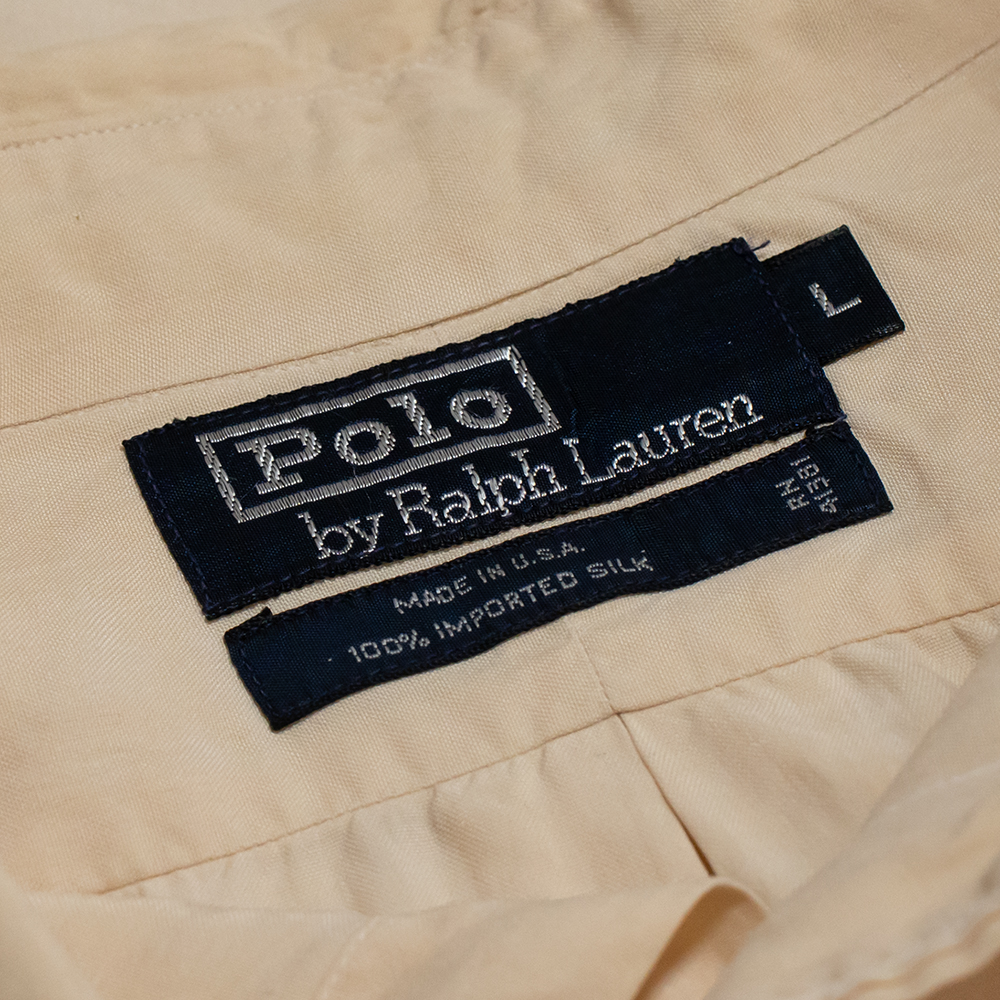 Polo
by Ralph Lauren
L
MADE IN U.S.A.
100% IMPORTED SILK
RN
41381